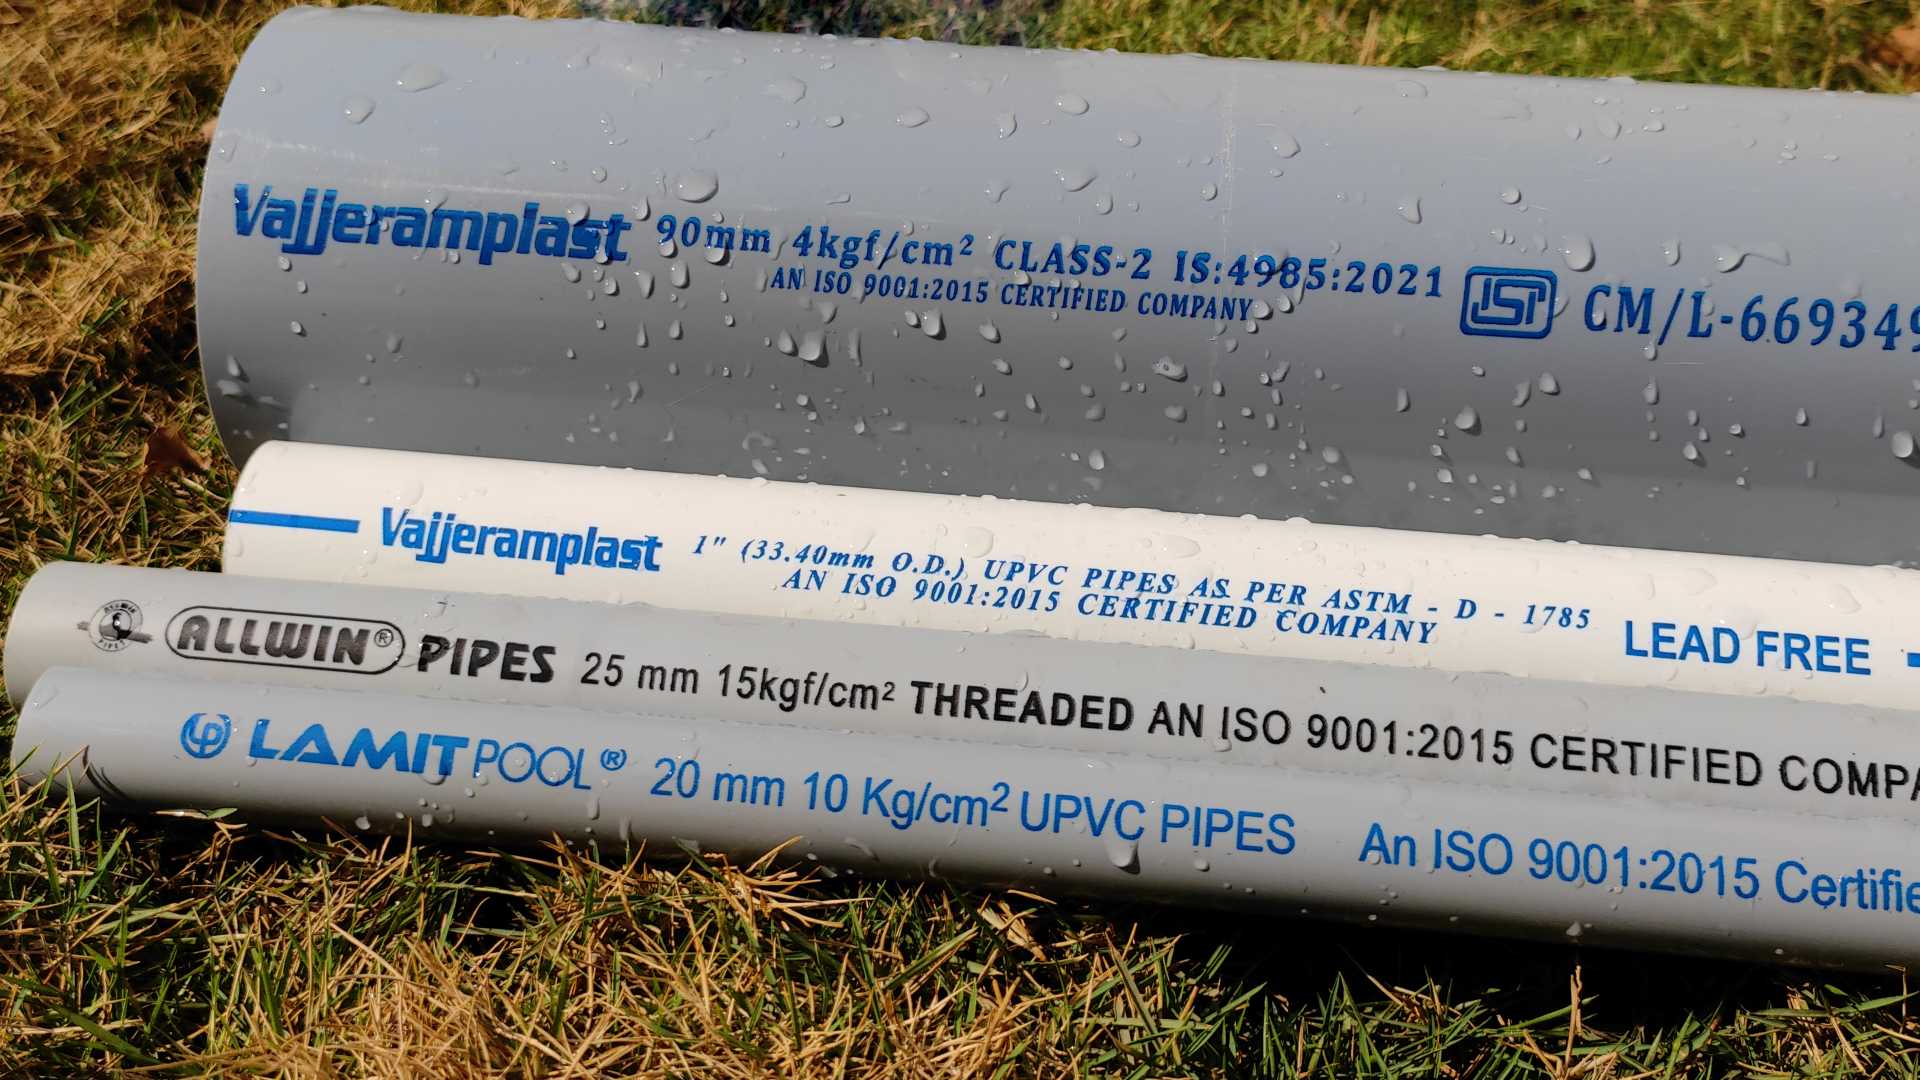 Vajjeramplast 90mm 4kgf/cm² CLASS-2 IS:4985:2021 ISI CM/L-669349
AN ISO 9001:2015 CERTIFIED COMPANY
Vajjeramplast 1" (33.40mm O.D.) UPVC PIPES AS PER ASTM - D - 1785 LEAD FREE
AN ISO 9001:2015 CERTIFIED COMPANY
ALLWIN® PIPES 25 mm 15kgf/cm² THREADED AN ISO 9001:2015 CERTIFIED COMPA
LP LAMIT POOL® 20 mm 10 Kg/cm² UPVC PIPES An ISO 9001:2015 Certifie